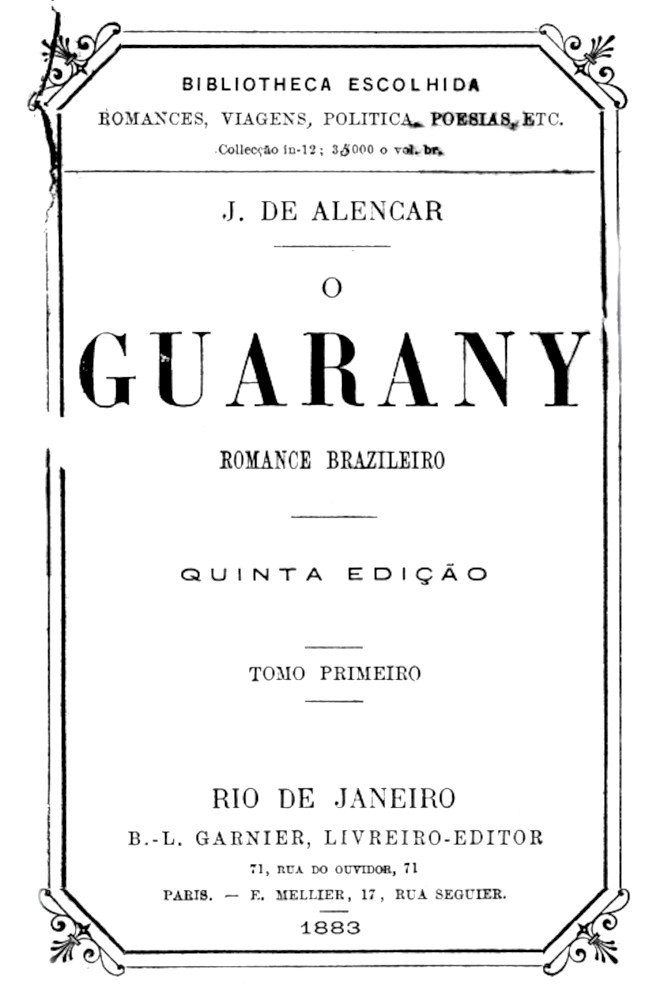 BIBLIOTHECA ESCOLHIDA
ROMANCES, VIAGENS, POLITICA, POESIAS, ETC.
Collecção in-12; 3$000 o vol. br.
J. DE ALENCAR
O
GUARANY
ROMANCE BRAZILEIRO
QUINTA EDIÇÃO
TOMO PRIMEIRO
RIO DE JANEIRO
B.-L. GARNIER, LIVREIRO-EDITOR
71, RUA DO OUVIDOR, 71
PARIS. — E. MELLIER, 17, RUA SEGUIER.
1883